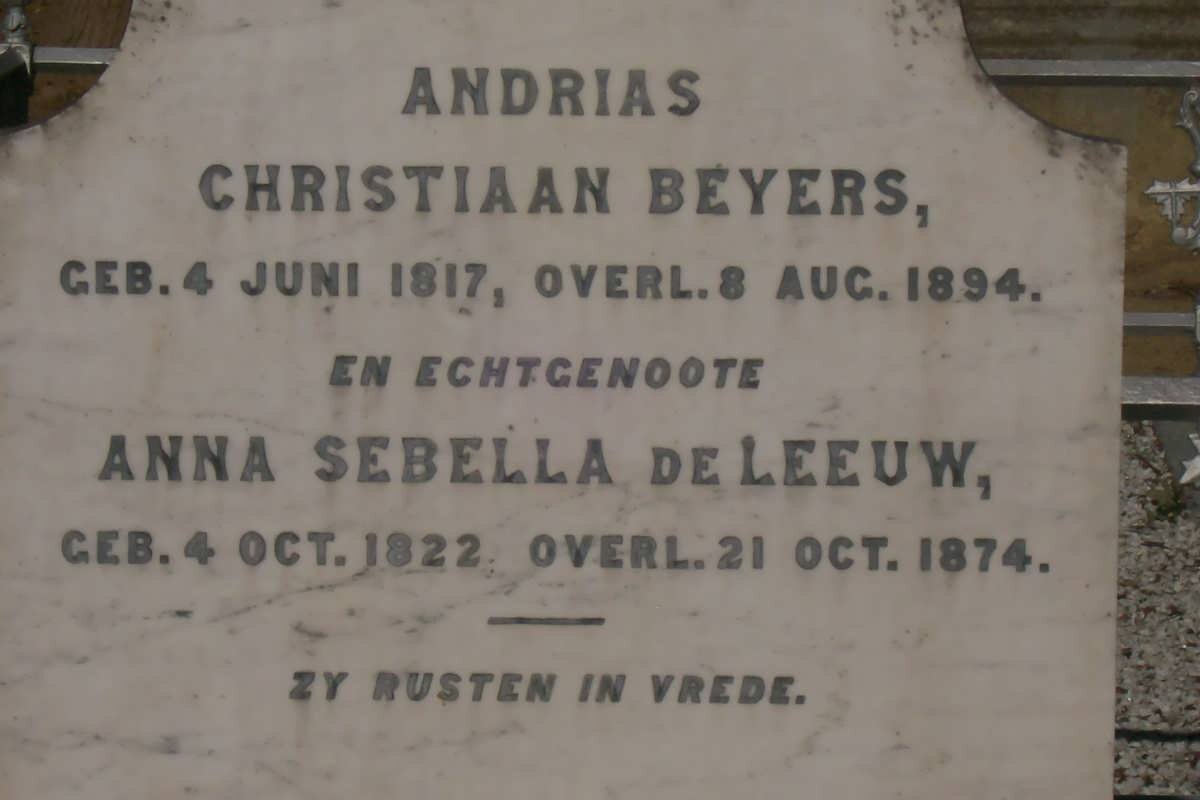 ANDRIAS
CHRISTIAAN BEYERS,
GEB. 4 JUNI 1817, OVERL. 8 AUG. 1894.
EN ECHTGENOOTE
ANNA SEBELLA DE LEEUW,
GEB. 4 OCT. 1822 OVERL. 21 OCT. 1874.
ZY RUSTEN IN VREDE.